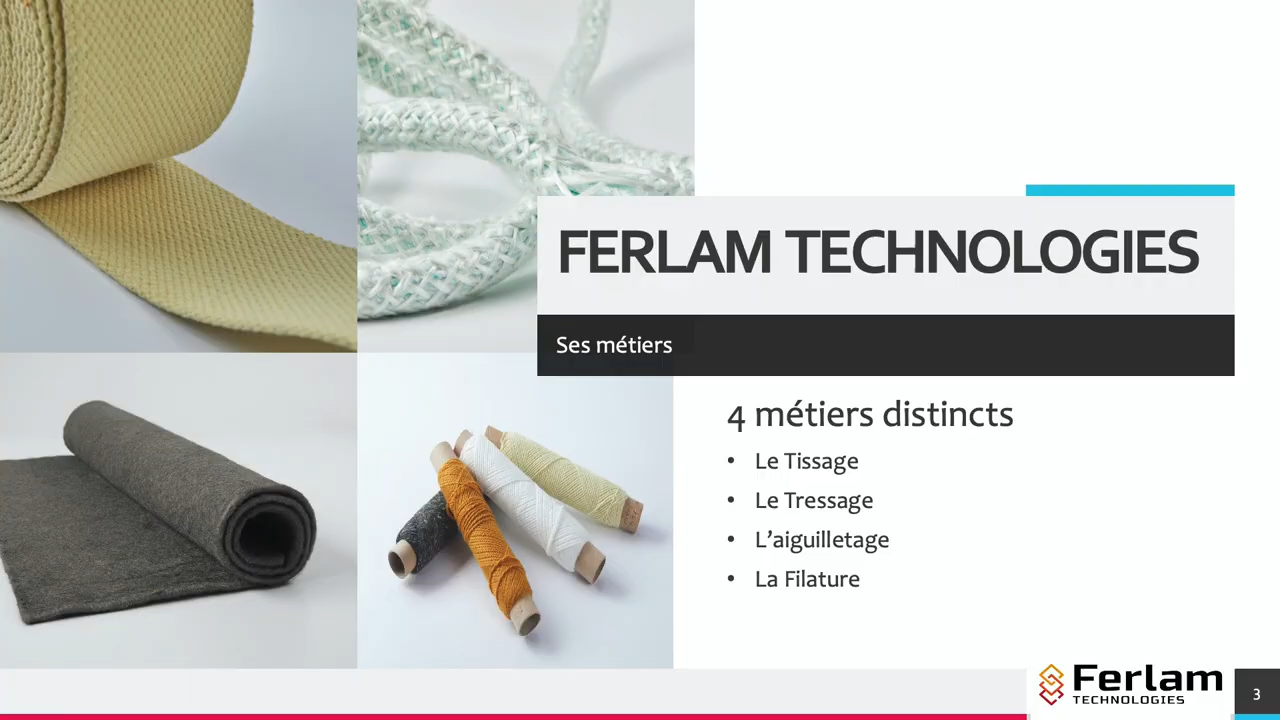 FERLAM TECHNOLOGIES
Ses métiers
4 métiers distincts
• Le Tissage
• Le Tressage
• L’aiguilletage
• La Filature
Ferlam
TECHNOLOGIES
3